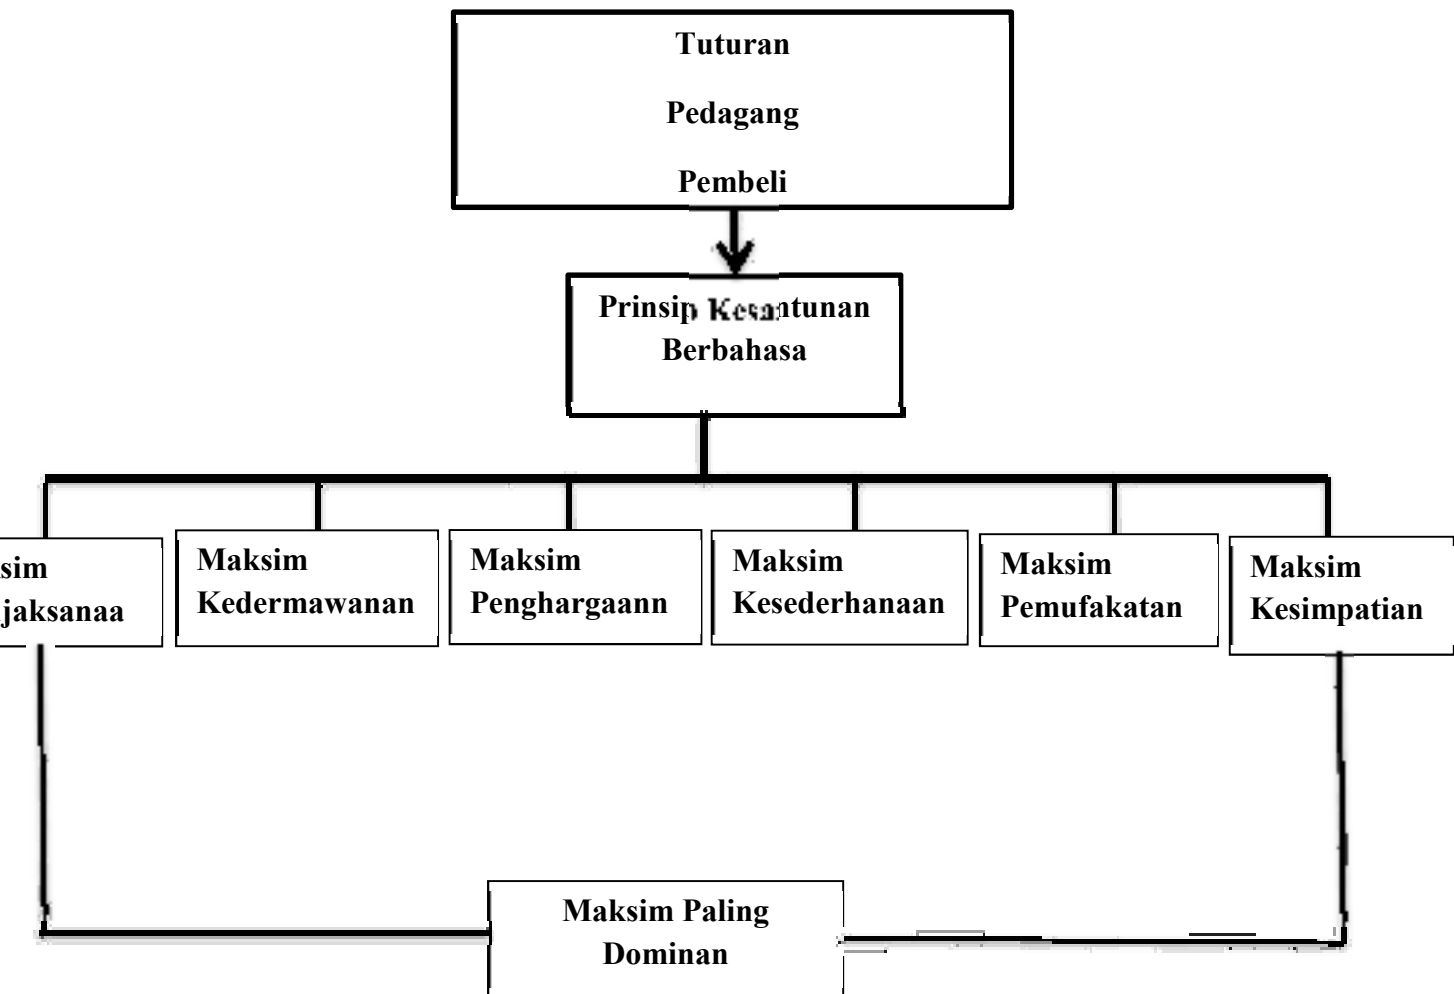 Tuturan
Pedagang
Pembeli
Prinsip Kesantunan
Berbahasa
sim
jaksanaa
Maksim
Kedermawanan
Maksim
Penghargaann
Maksim
Kesederhanaan
Maksim
Pemufakatan
Maksim
Kesimpatian
Maksim Paling
Dominan